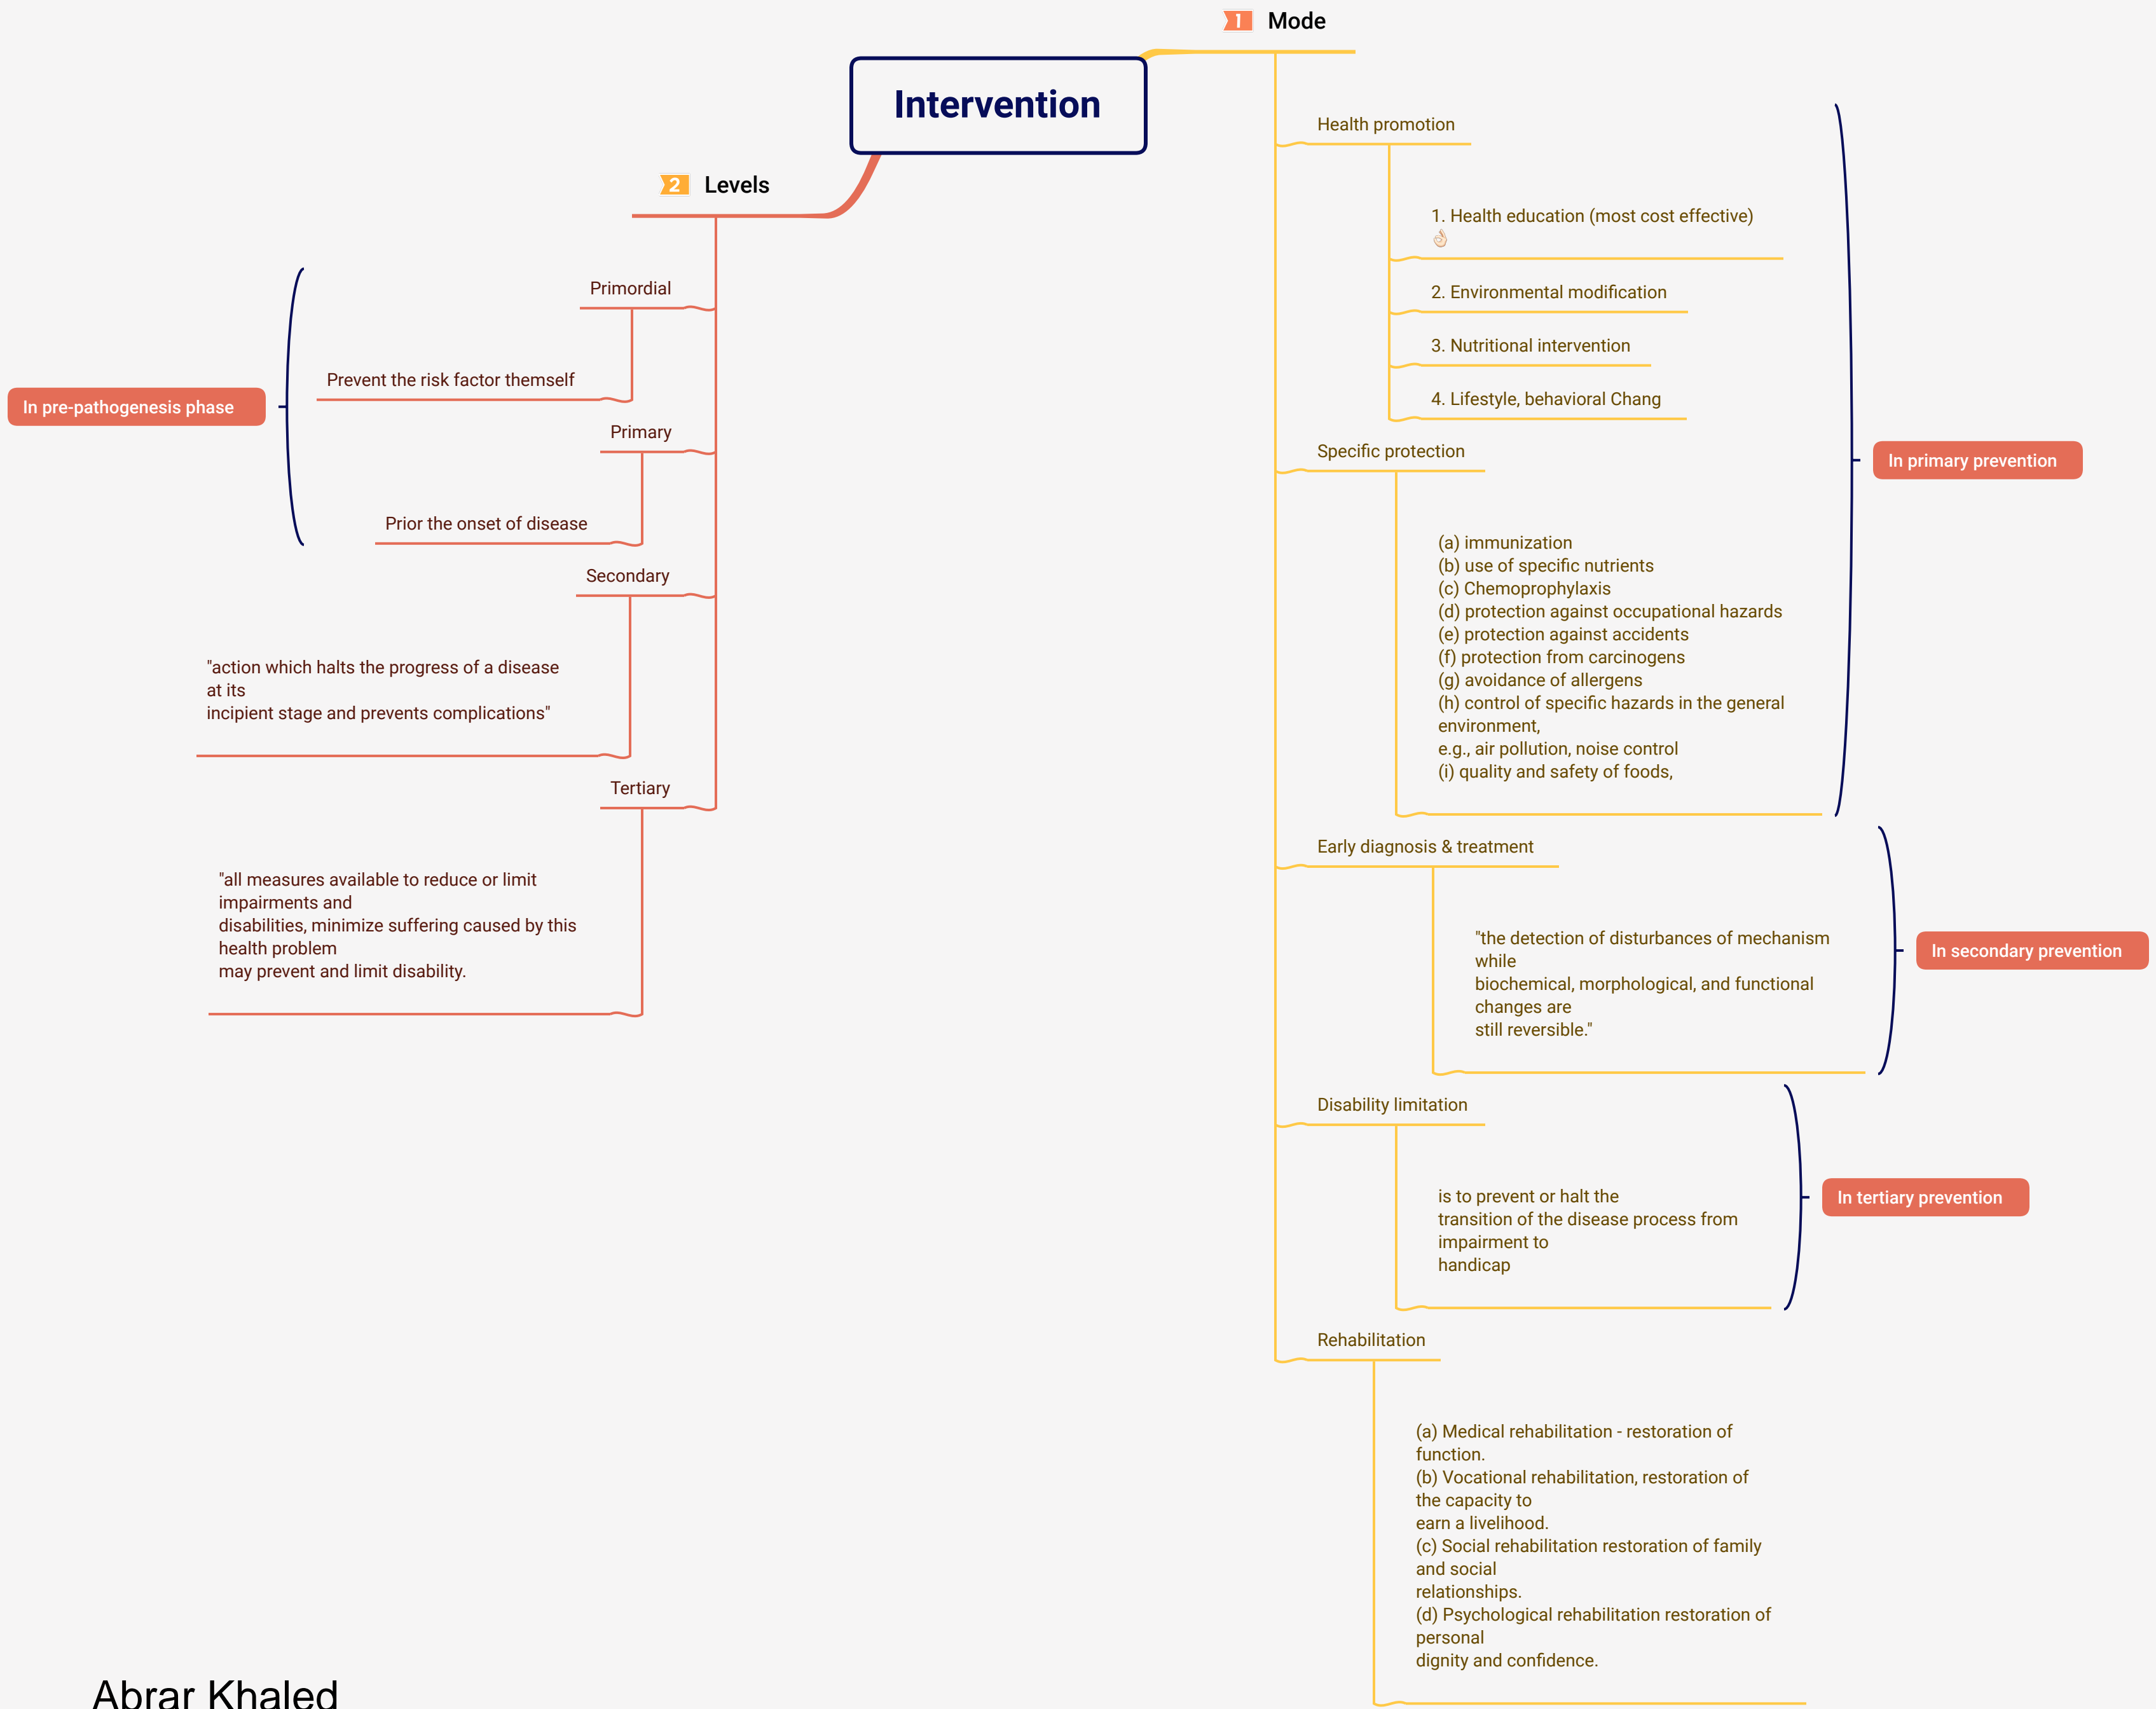 Intervention
1 Mode
Health promotion
1. Health education (most cost effective)
👌🏻
2. Environmental modification
3. Nutritional intervention
4. Lifestyle, behavioral Chang
Specific protection
(a) immunization
(b) use of specific nutrients
(c) Chemoprophylaxis
(d) protection against occupational hazards
(e) protection against accidents
(f) protection from carcinogens
(g) avoidance of allergens
(h) control of specific hazards in the general
environment,
e.g., air pollution, noise control
(i) quality and safety of foods,
In primary prevention
Early diagnosis & treatment
"the detection of disturbances of mechanism
while
biochemical, morphological, and functional
changes are
still reversible."
In secondary prevention
Disability limitation
is to prevent or halt the
transition of the disease process from
impairment to
handicap
In tertiary prevention
Rehabilitation
(a) Medical rehabilitation - restoration of
function.
(b) Vocational rehabilitation, restoration of
the capacity to
earn a livelihood.
(c) Social rehabilitation restoration of family
and social
relationships.
(d) Psychological rehabilitation restoration of
personal
dignity and confidence.
2 Levels
Primordial
Prevent the risk factor themself
Primary
Prior the onset of disease
In pre-pathogenesis phase
Secondary
"action which halts the progress of a disease
at its
incipient stage and prevents complications"
Tertiary
"all measures available to reduce or limit
impairments and
disabilities, minimize suffering caused by this
health problem
may prevent and limit disability.
Abrar Khaled